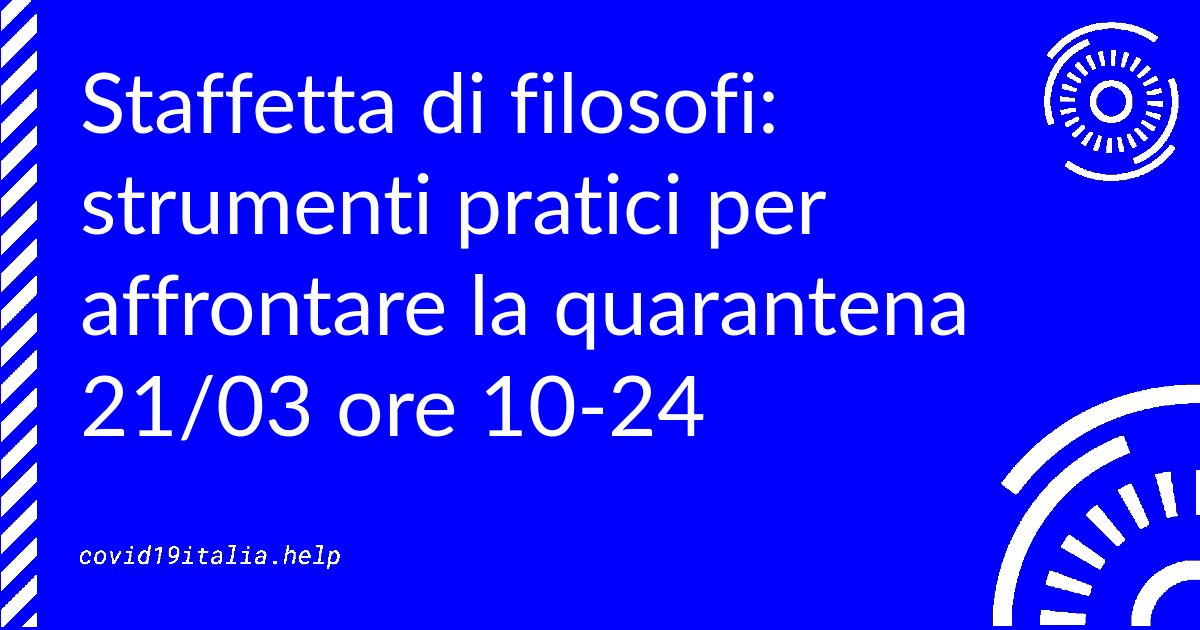 Staffetta di filosofi:
strumenti pratici per
affrontare la quarantena
21/03 ore 10-24
covid19italia.help